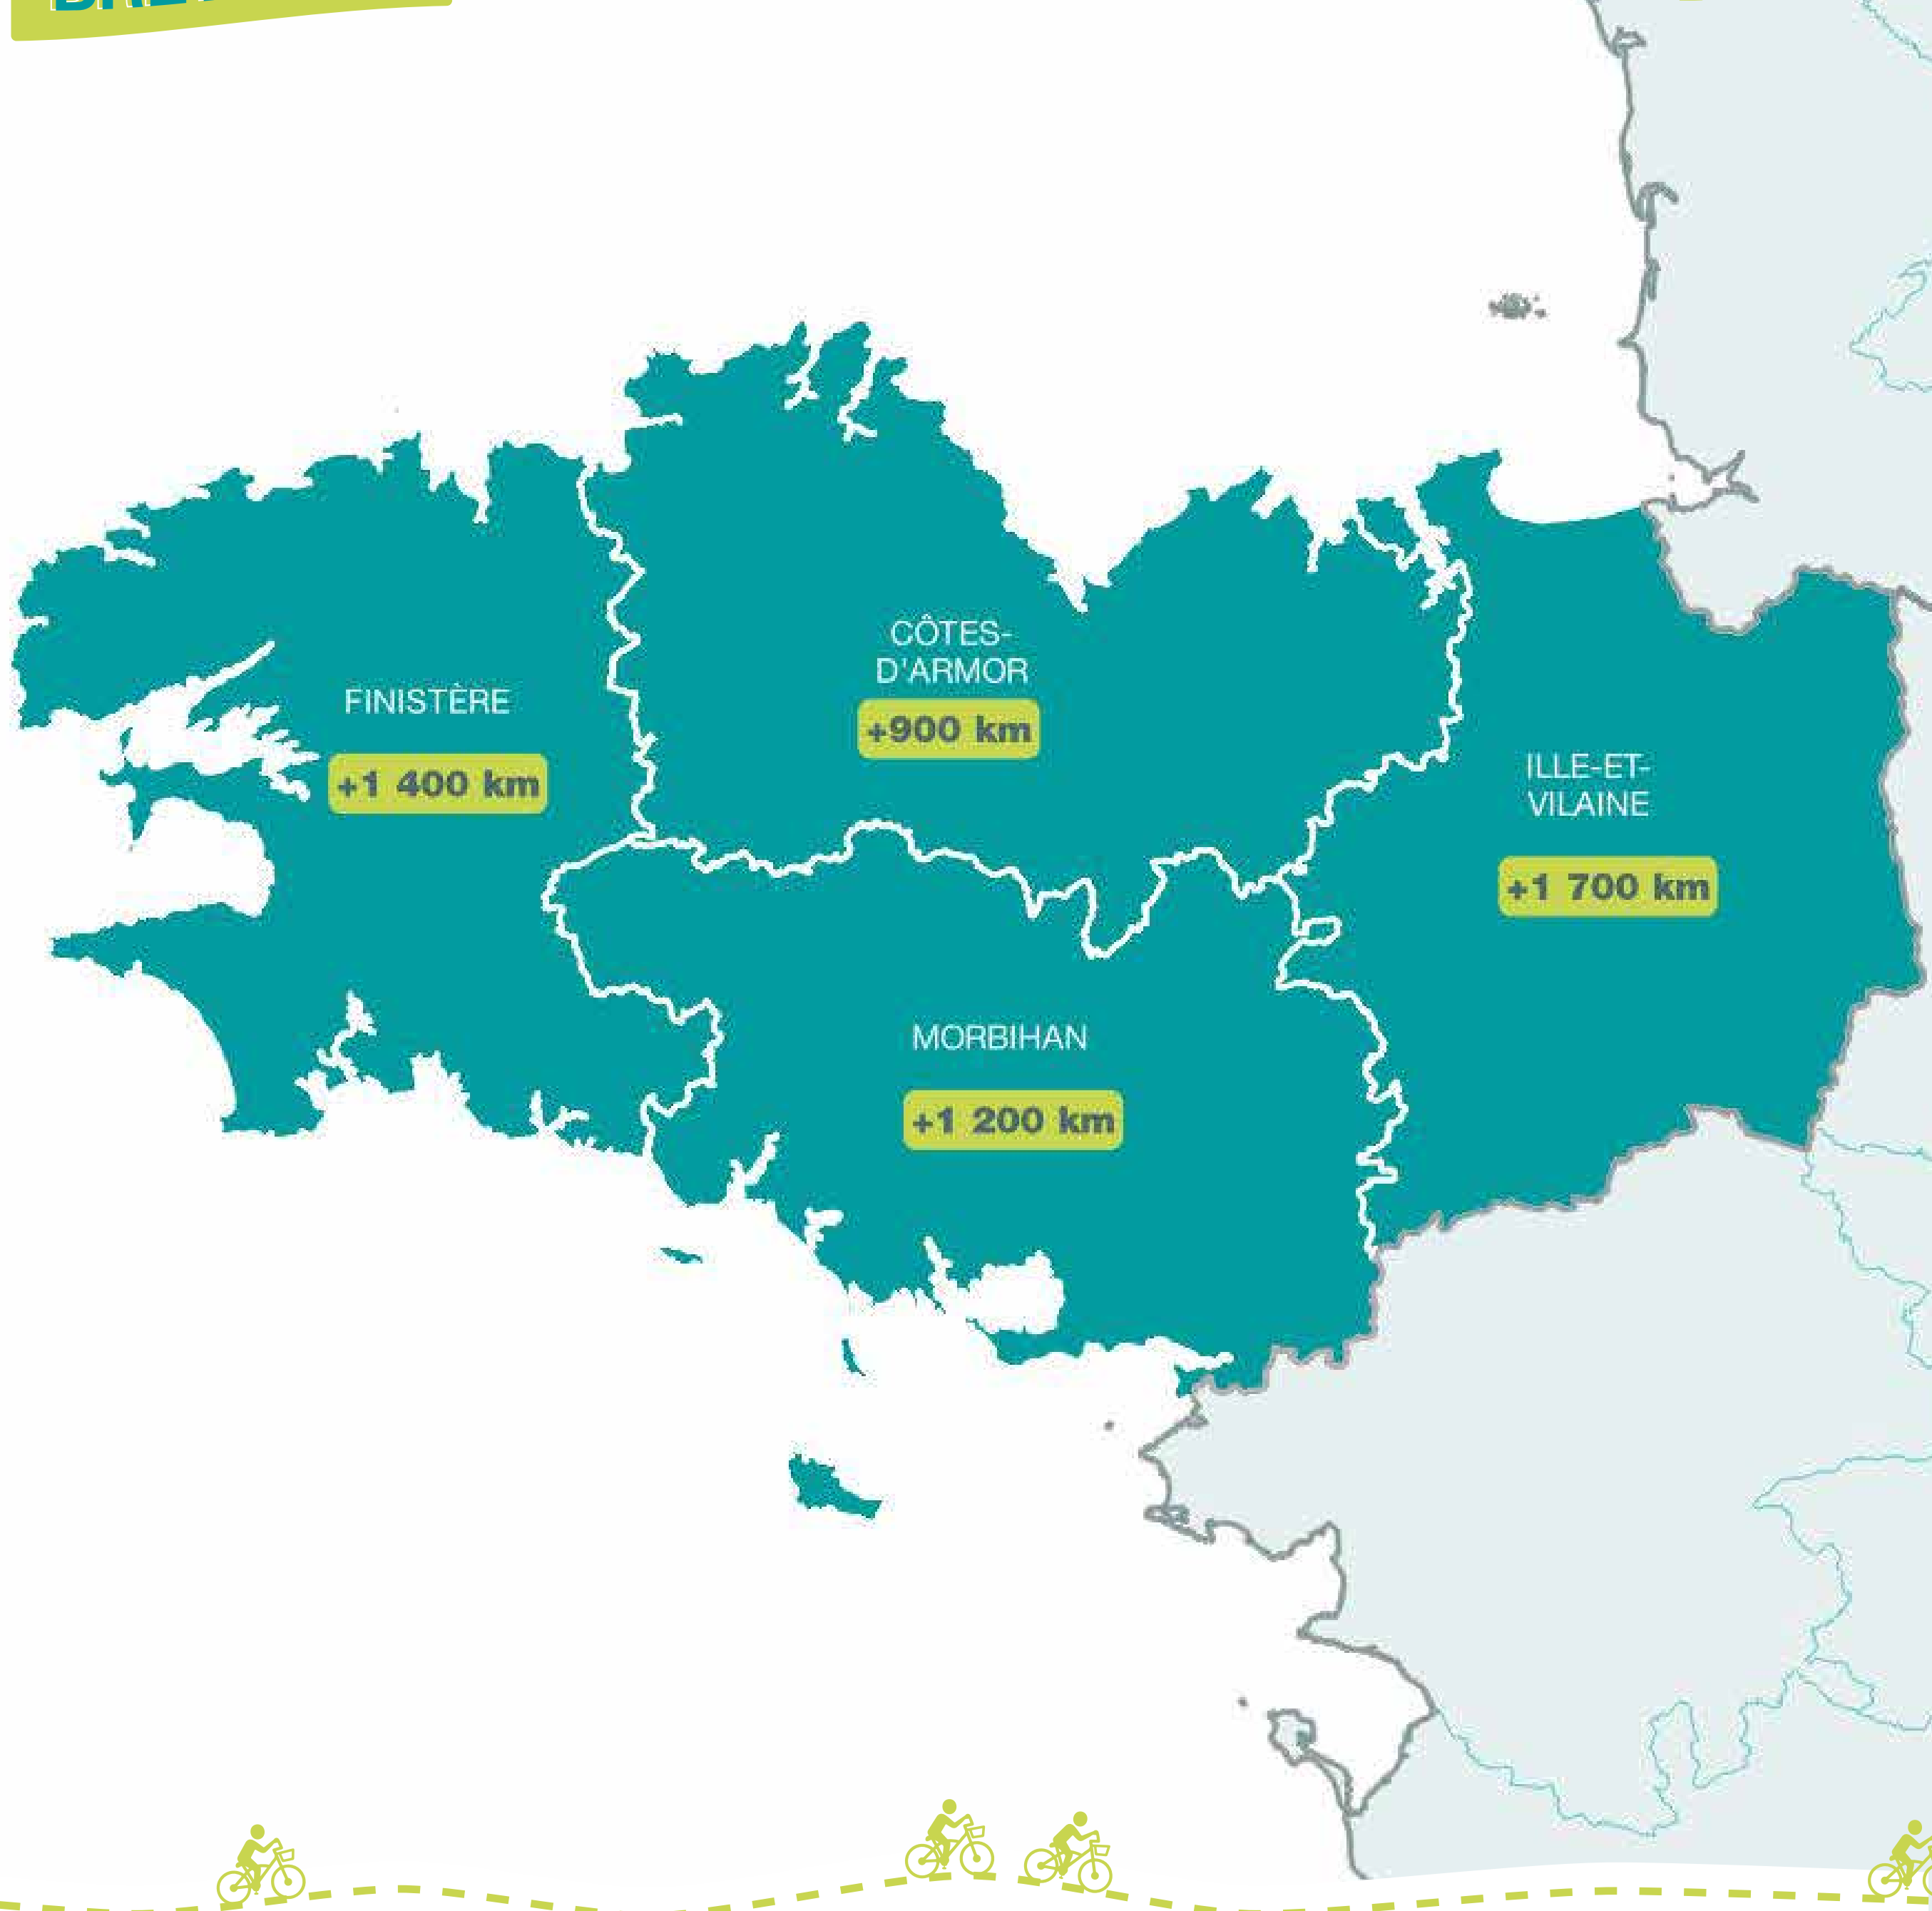 FINISTÈRE
+1 400 km
CÔTES-
D'ARMOR
+900 km
ILLE-ET-
VILAINE
+1 700 km
MORBIHAN
+1 200 km